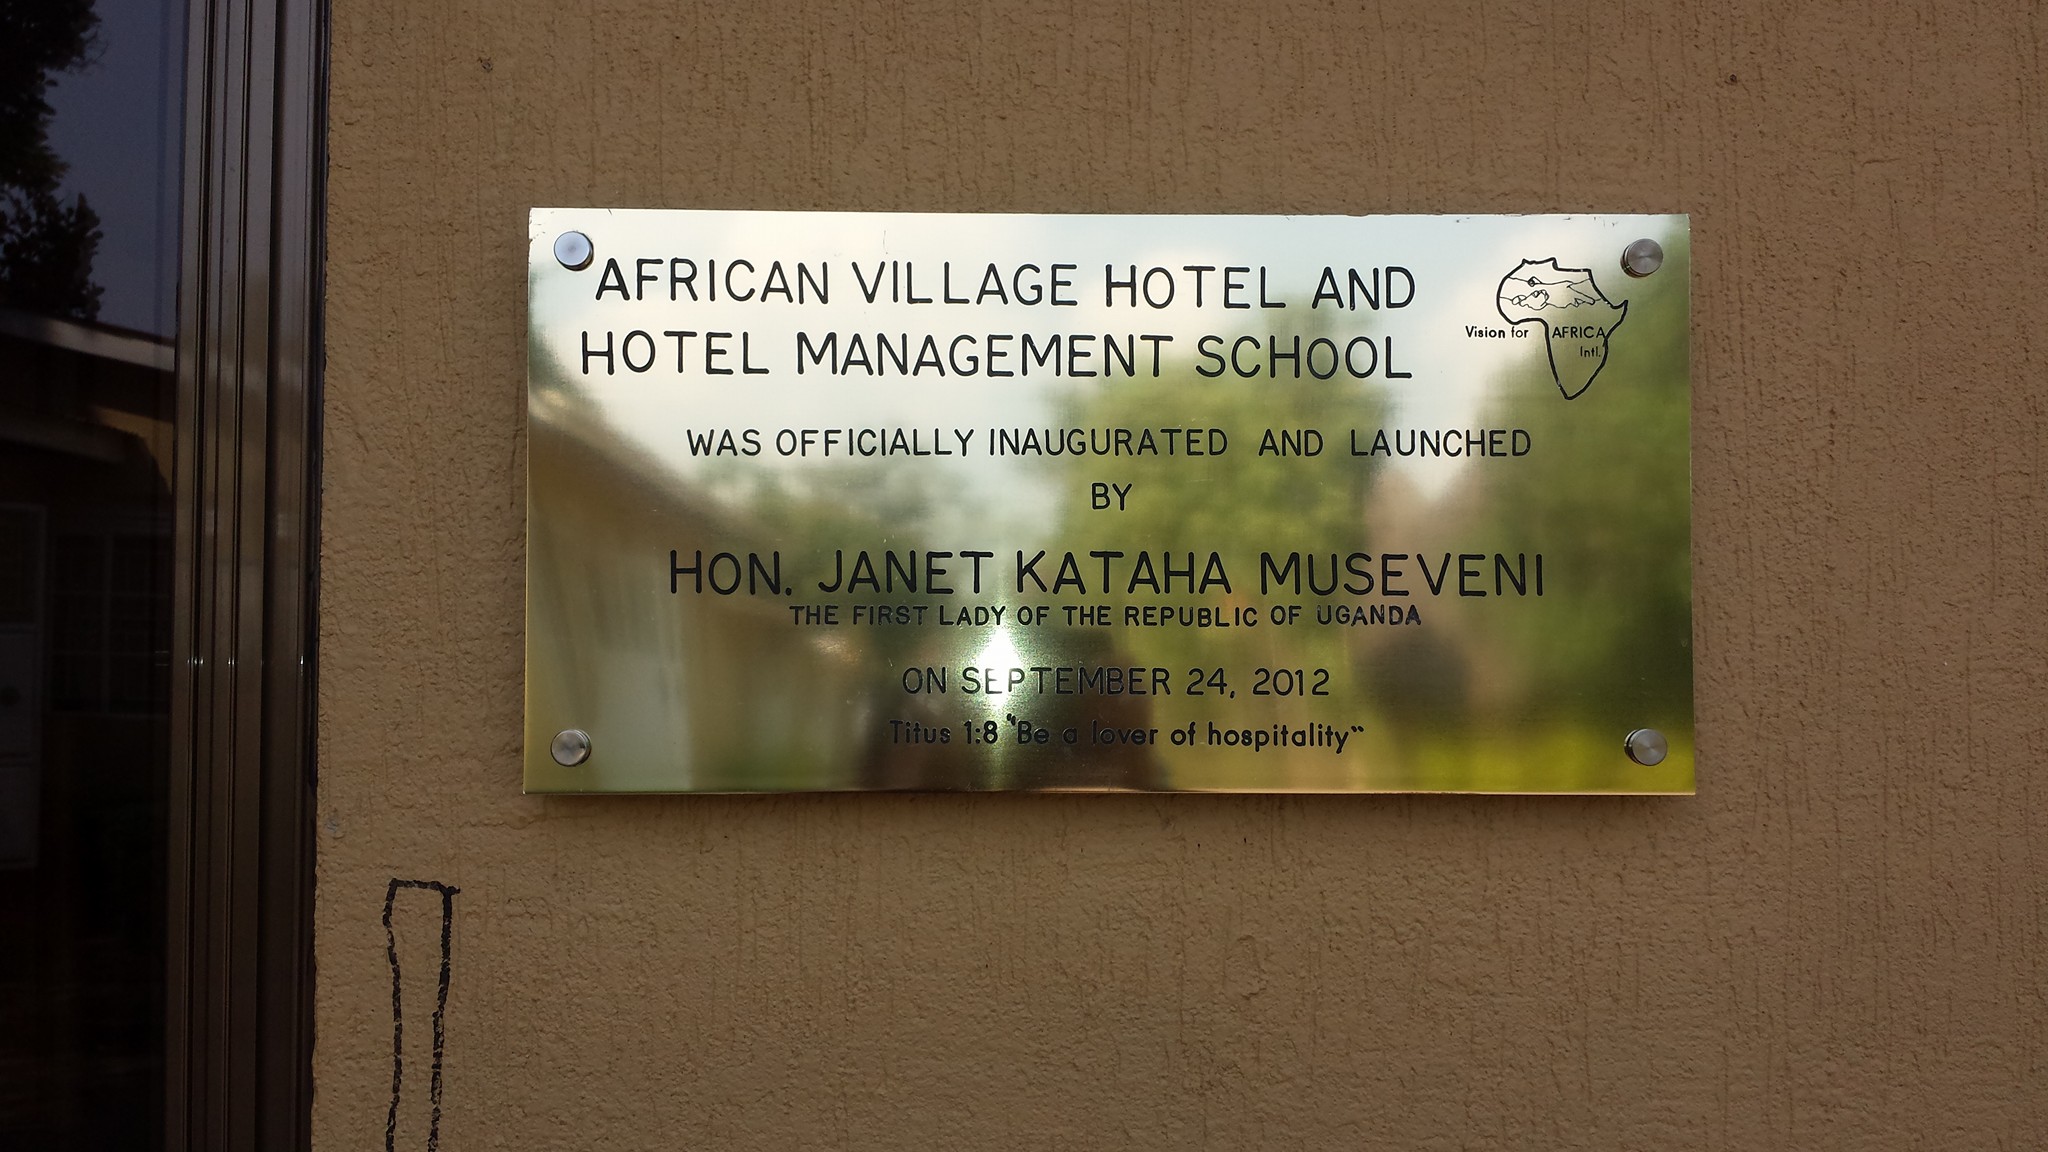 AFRICAN VILLAGE HOTEL AND
HOTEL MANAGEMENT SCHOOL
Vision for AFRICA
Intl.
WAS OFFICIALLY INAUGURATED AND LAUNCHED
BY
HON. JANET KATAHA MUSEVENI
THE FIRST LADY OF THE REPUBLIC OF UGANDA
ON SEPTEMBER 24, 2012
Titus 1:8 "Be a lover of hospitality"